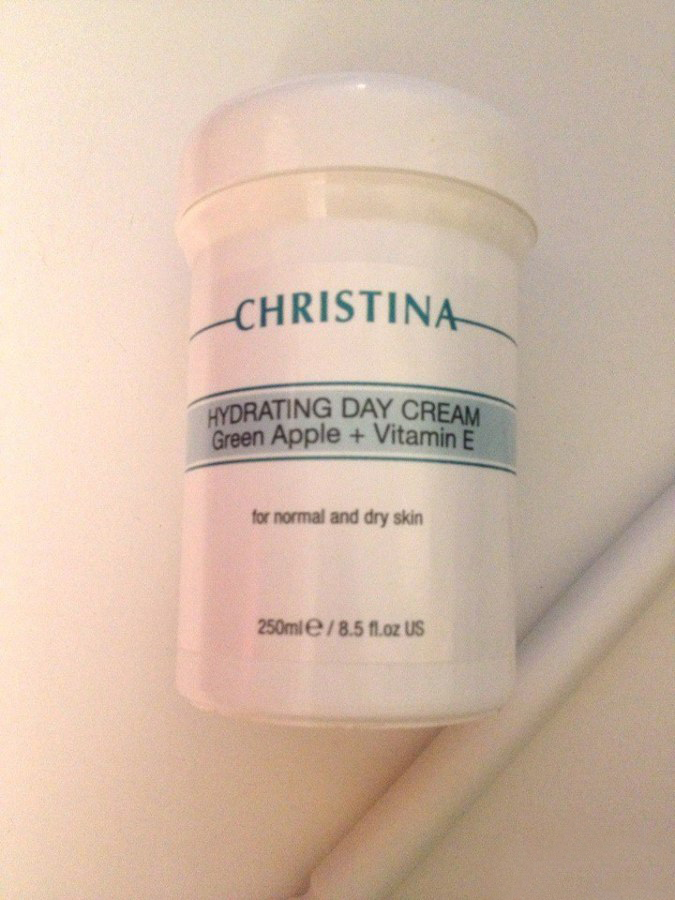 CHRISTINA
HYDRATING DAY CREAM
Green Apple + Vitamin E
for normal and dry skin
250ml℮ / 8.5 fl.oz US